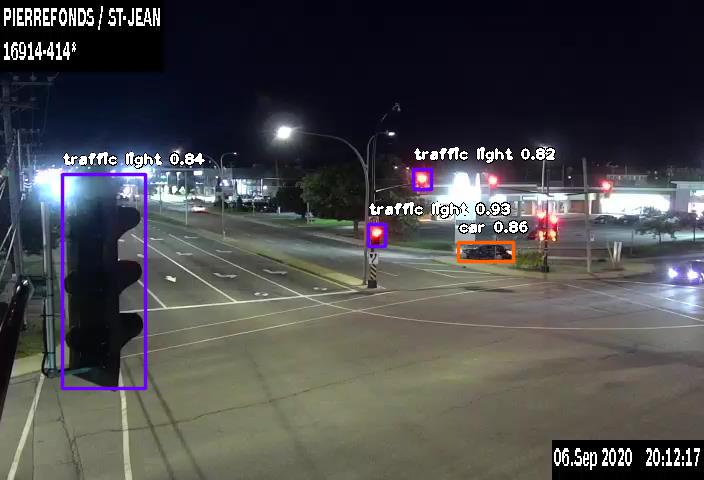 PIERREFONDS / ST-JEAN
16914-414*
traffic light 0.84
traffic light 0.82
traffic light 0.93
car 0.86
06.Sep 2020 20:12:17